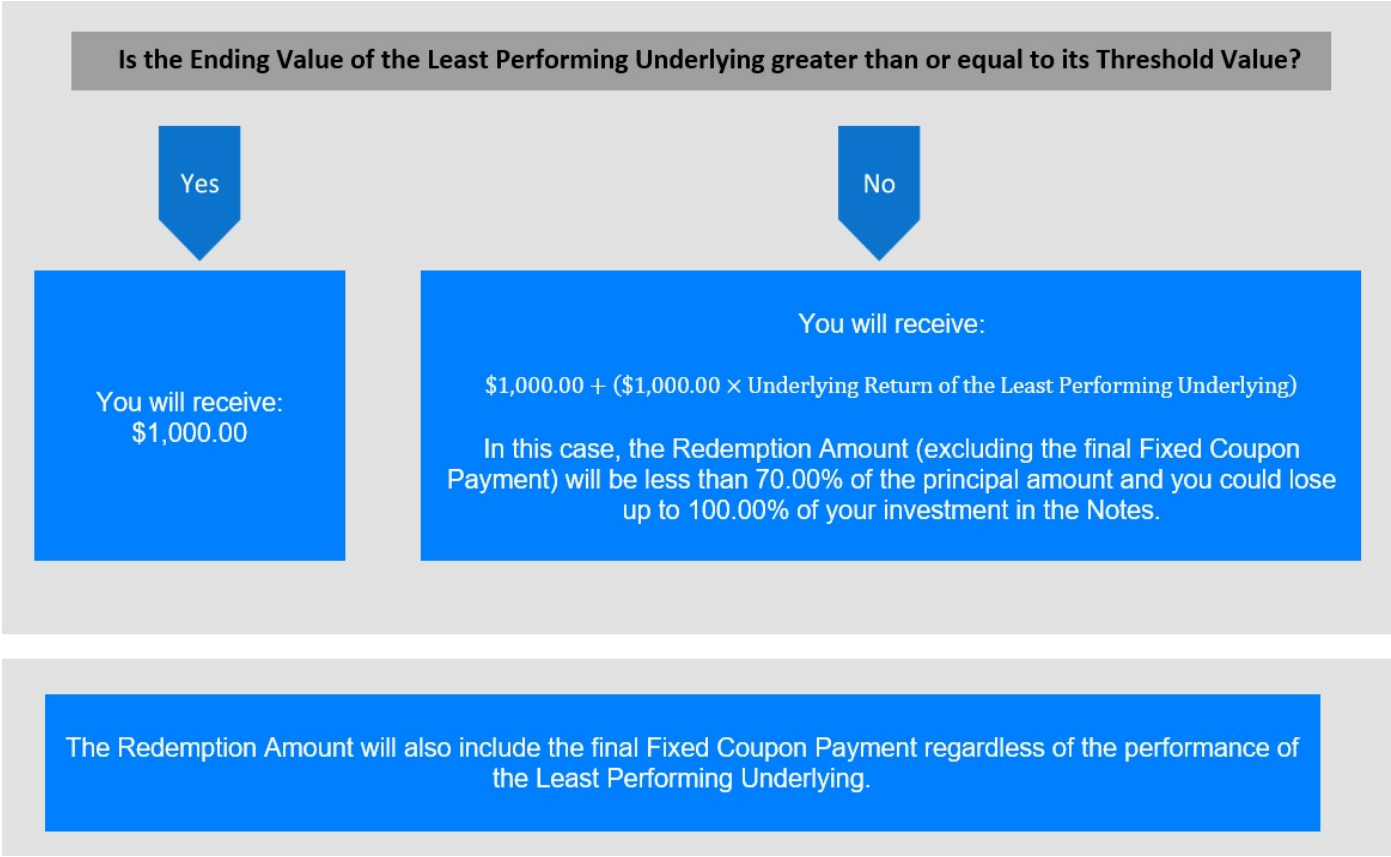 Is the Ending Value of the Least Performing Underlying greater than or equal to its Threshold Value?
Yes
No
You will receive:
$1,000.00
You will receive:
$1,000.00 + ($1,000.00 × Underlying Return of the Least Performing Underlying)
In this case, the Redemption Amount (excluding the final Fixed Coupon
Payment) will be less than 70.00% of the principal amount and you could lose
up to 100.00% of your investment in the Notes.
The Redemption Amount will also include the final Fixed Coupon Payment regardless of the performance of
the Least Performing Underlying.